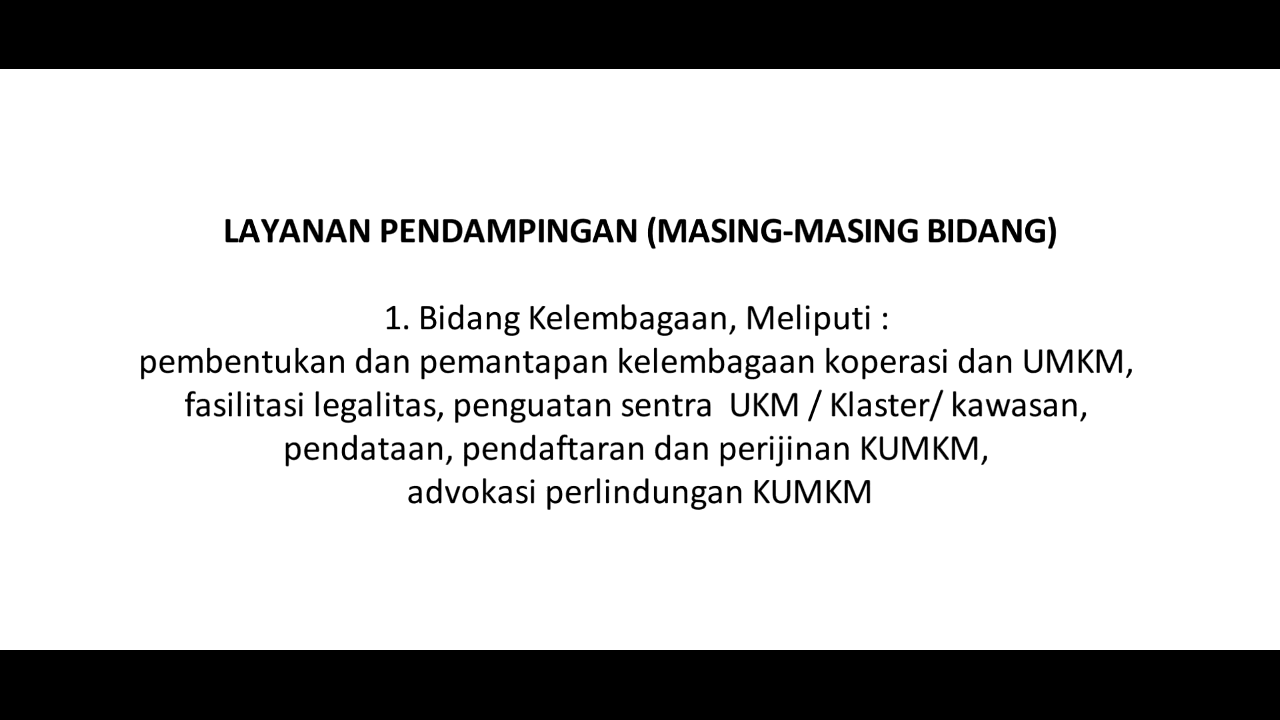 LAYANAN PENDAMPINGAN (MASING-MASING BIDANG)
1. Bidang Kelembagaan, Meliputi :
pembentukan dan pemantapan kelembagaan koperasi dan UMKM,
fasilitasi legalitas, penguatan sentra  UKM / Klaster/ kawasan,
pendataan, pendaftaran dan perijinan KUMKM,
advokasi perlindungan KUMKM